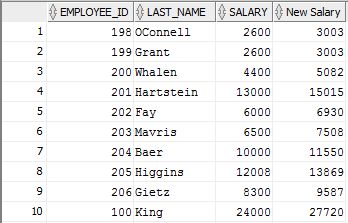 EMPLOYEE_ID LAST_NAME SALARY New Salary
1 198 OConnell 2600 3003
2 199 Grant 2600 3003
3 200 Whalen 4400 5082
4 201 Hartstein 13000 15015
5 202 Fay 6000 6930
6 203 Mavris 6500 7508
7 204 Baer 10000 11550
8 205 Higgins 12008 13869
9 206 Gietz 8300 9587
10 100 King 24000 27720